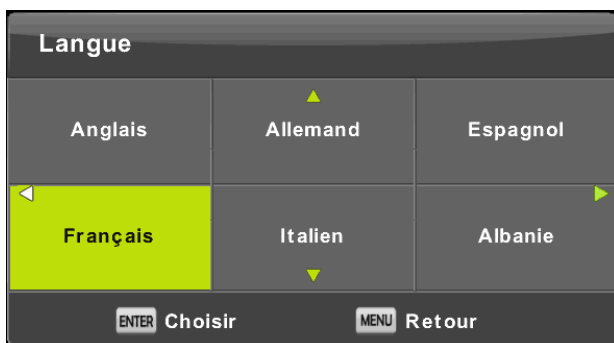 Langue
Anglais Allemand Espagnol
Français Italien Albanie
ENTER Choisir MENU Retour